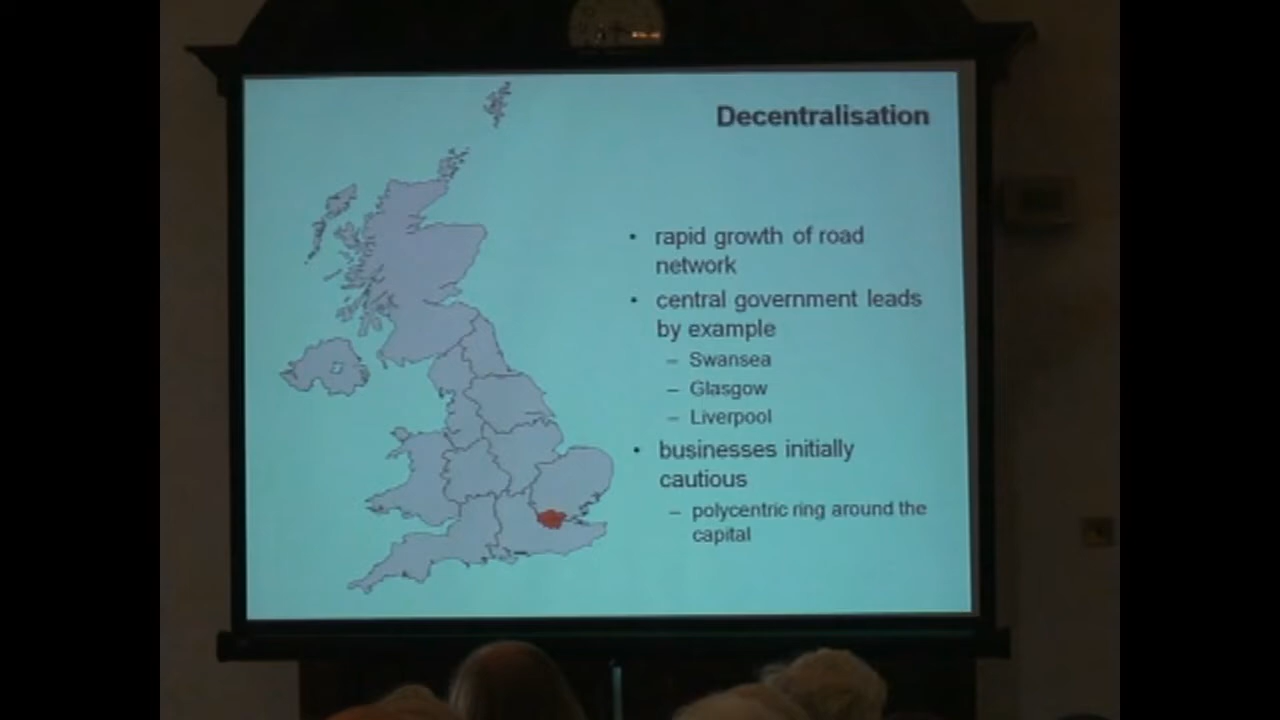 Decentralisation
• rapid growth of road
network
• central government leads
by example
– Swansea
– Glasgow
– Liverpool
• businesses initially
cautious
– polycentric ring around the
capital